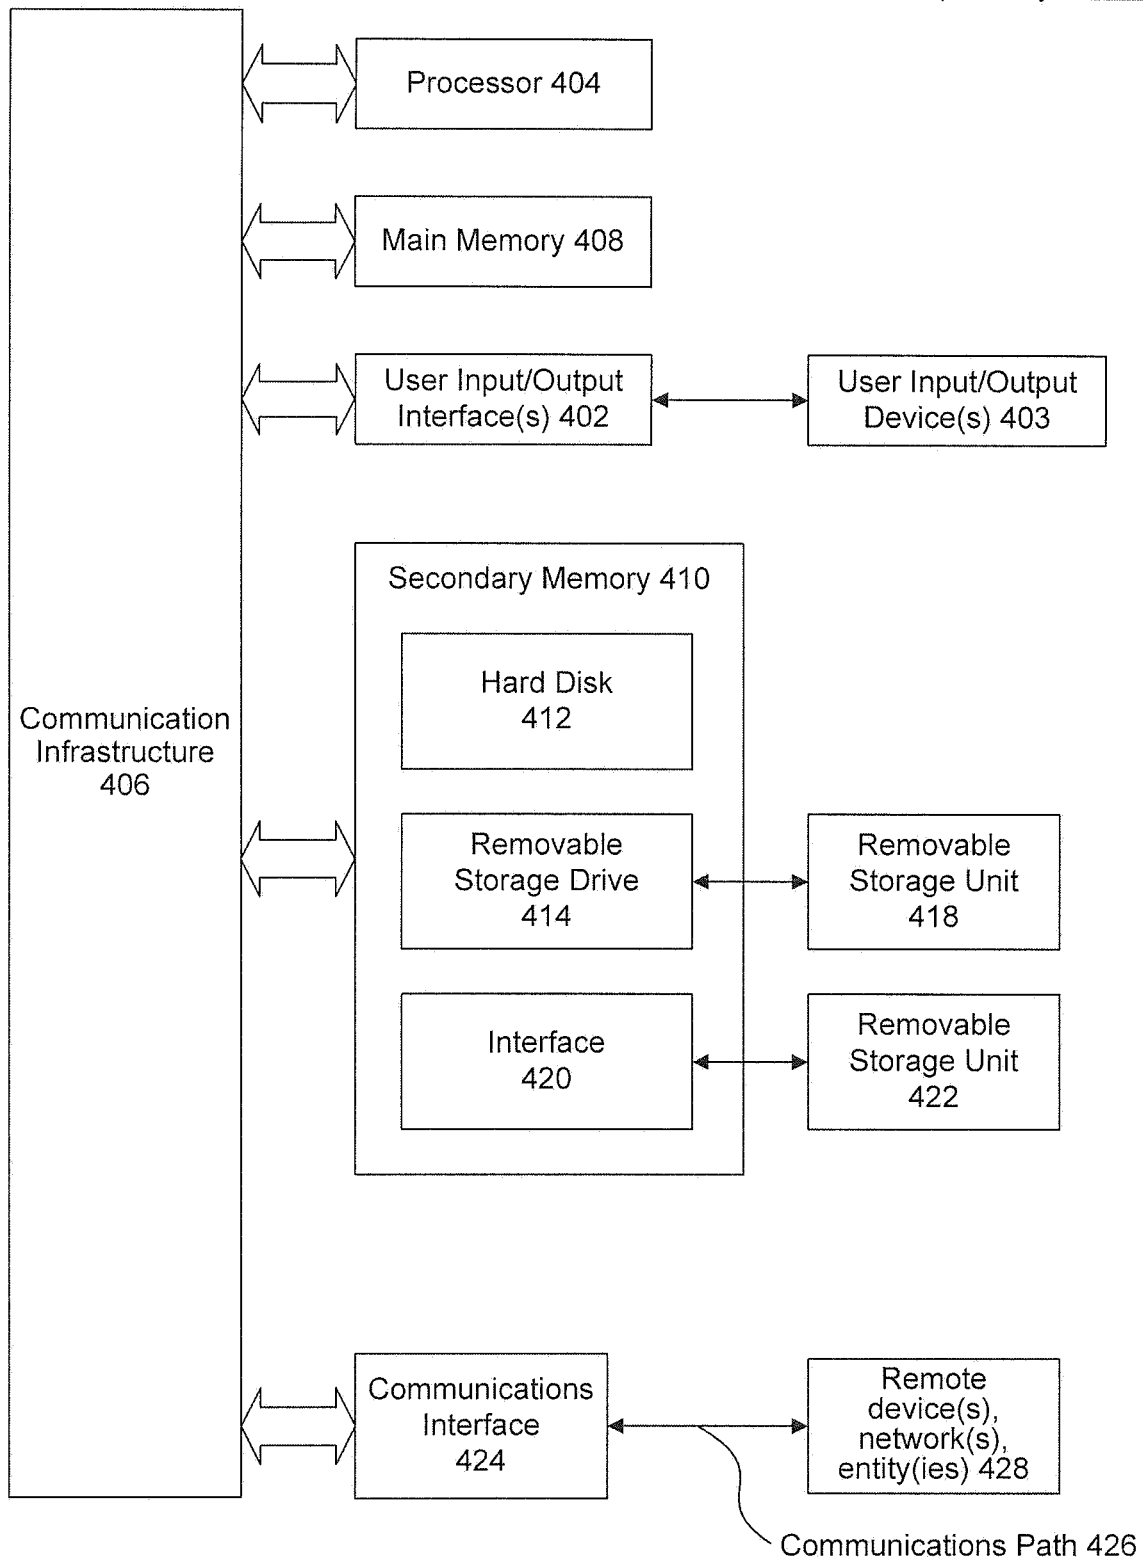 Processor 404
Main Memory 408
User Input/Output
Interface(s) 402
User Input/Output
Device(s) 403
Secondary Memory 410
Hard Disk
412
Communication
Infrastructure
406
Removable
Storage Drive
414
Removable
Storage Unit
418
Interface
420
Removable
Storage Unit
422
Communications
Interface
424
Remote
device(s),
network(s),
entity(ies) 428
Communications Path 426